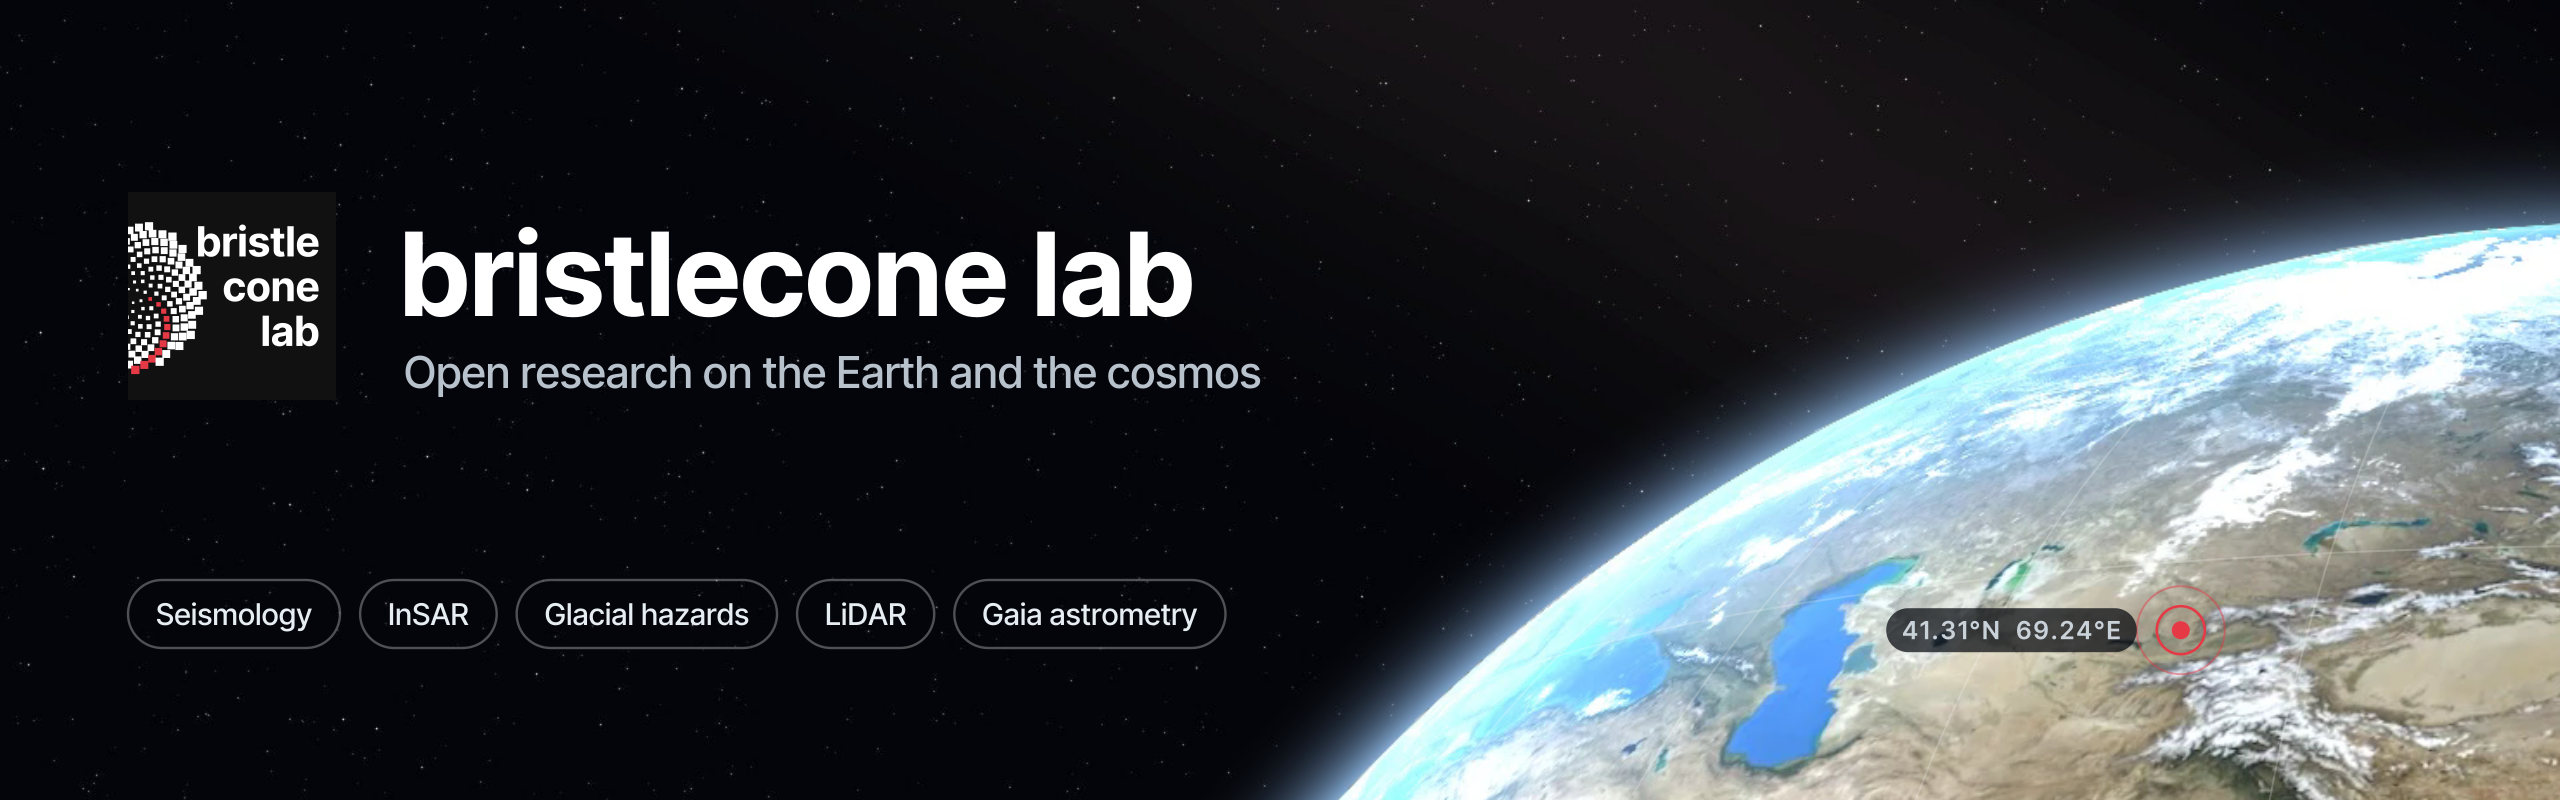 bristle
cone
lab
bristlecone lab
Open research on the Earth and the cosmos
Seismology
InSAR
Glacial hazards
LiDAR
Gaia astrometry
41.31°N 69.24°E